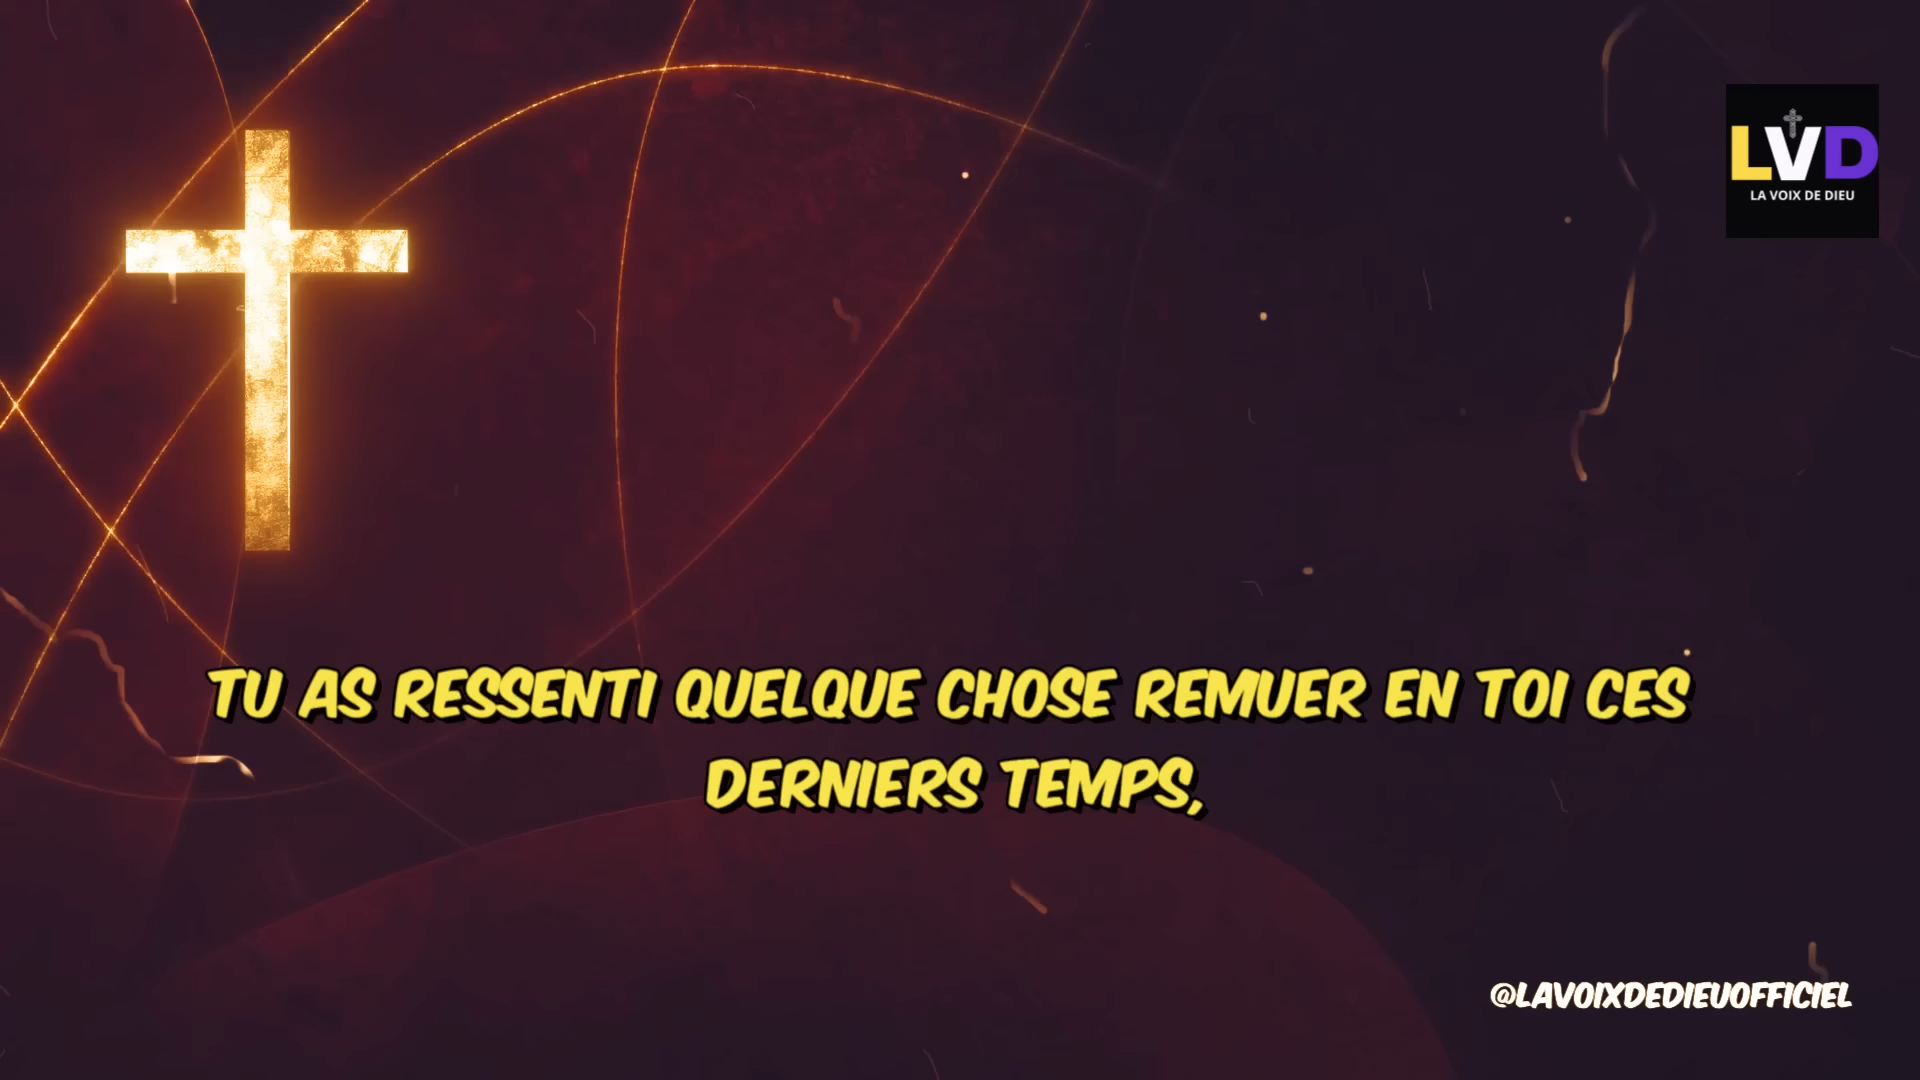 LVD
LA VOIX DE DIEU
TU AS RESSENTI QUELQUE CHOSE REMUER EN TOI CES
DERNIERS TEMPS,
@LAVOIXDEDIEUOFFICIEL